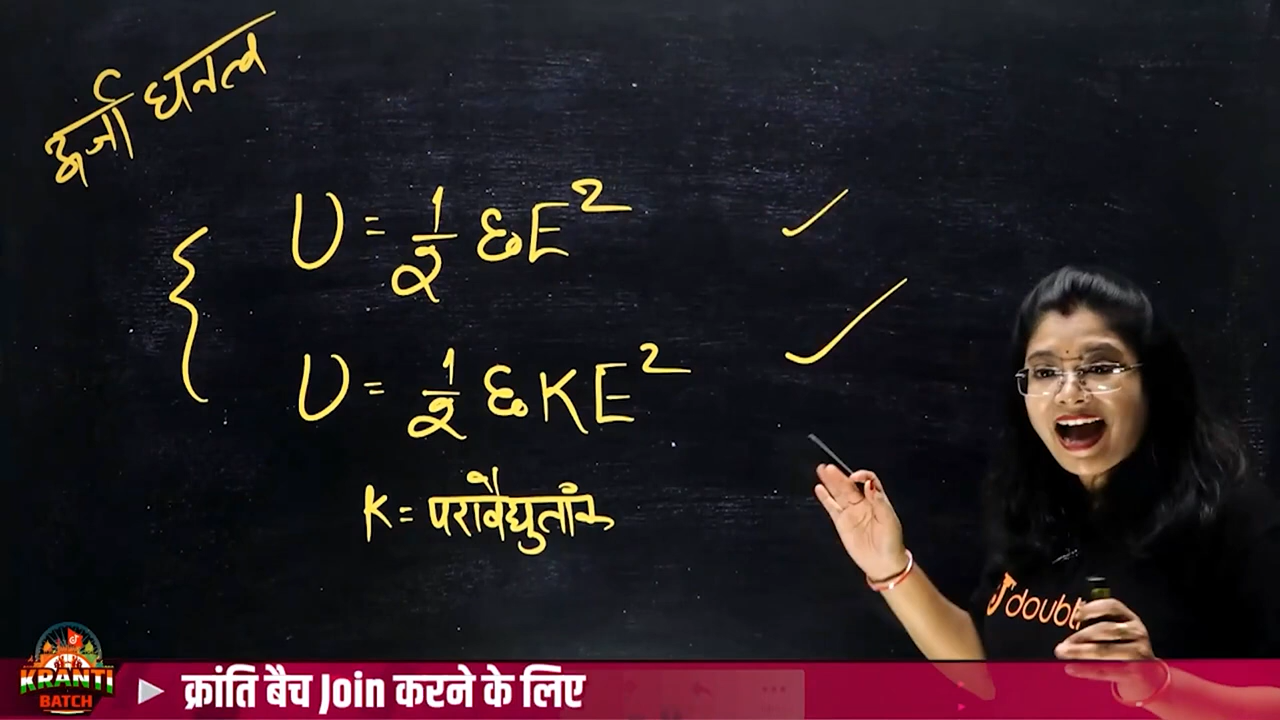 ऊर्जा घनत्व
U = 1/2 ε₀E²
U = 1/2 ε₀KE²
K = परावैद्युताँक
doubt
KRANTI
BATCH
क्रांति बैच Join करने के लिए